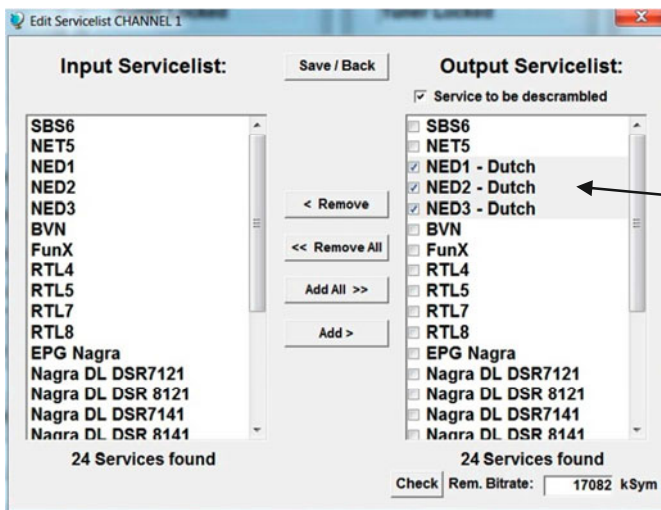 Edit Servicelist CHANNEL 1
Tuner Locked
Tuner Locked
Input Servicelist:
Save / Back
Output Servicelist:
Service to be descrambled
SBS6
NET5
NED1
NED2
NED3
BVN
FunX
RTL4
RTL5
RTL7
RTL8
EPG Nagra
Nagra DL DSR7121
Nagra DL DSR 8121
Nagra DL DSR7141
Nagra DL DSR 8141
24 Services found
< Remove
<< Remove All
Add All >>
Add >
SBS6
NET5
NED1 - Dutch
NED2 - Dutch
NED3 - Dutch
BVN
FunX
RTL4
RTL5
RTL7
RTL8
EPG Nagra
Nagra DL DSR7121
Nagra DL DSR 8121
Nagra DL DSR7141
Nagra DL DSR 8141
24 Services found
Check Rem. Bitrate: 17082 kSym